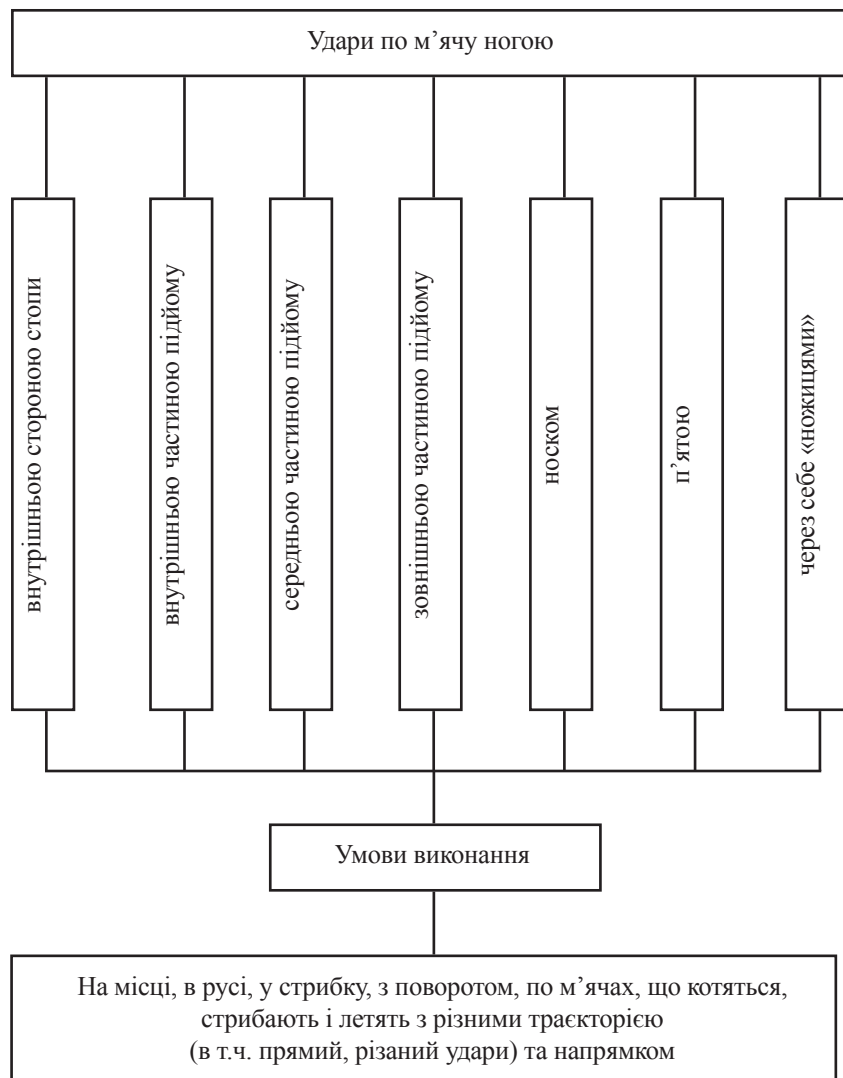 Удари по м’ячу ногою
внутрішньою стороною стопи
внутрішньою частиною підйому
середньою частиною підйому
зовнішньою частиною підйому
носком
п’ятою
через себе «ножицями»
Умови виконання
На місці, в русі, у стрибку, з поворотом, по м’ячах, що котяться,
стрибають і летять з різними траєкторією
(в т.ч. прямий, різаний удари) та напрямком